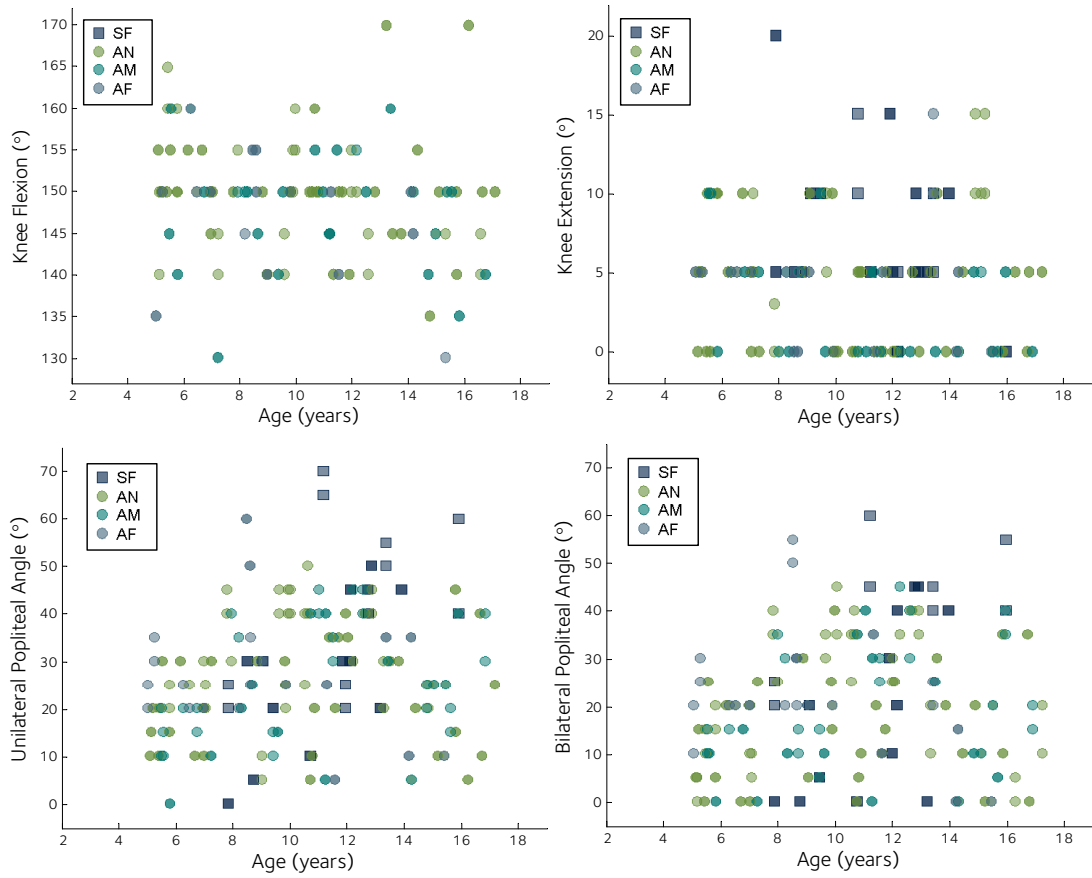 170
160
150
140
130
Knee Flexion (°)
SF
AN
AM
AF
2 4 6 8 10 12 14 16 18
Age (years)
20
15
10
5
0
Knee Extension (°)
SF
AN
AM
AF
2 4 6 8 10 12 14 16 18
Age (years)
70
60
50
40
30
20
10
0
Unilateral Popliteal Angle (°)
SF
AN
AM
AF
2 4 6 8 10 12 14 16 18
Age (years)
70
60
50
40
30
20
10
0
Bilateral Popliteal Angle (°)
SF
AN
AM
AF
2 4 6 8 10 12 14 16 18
Age (years)